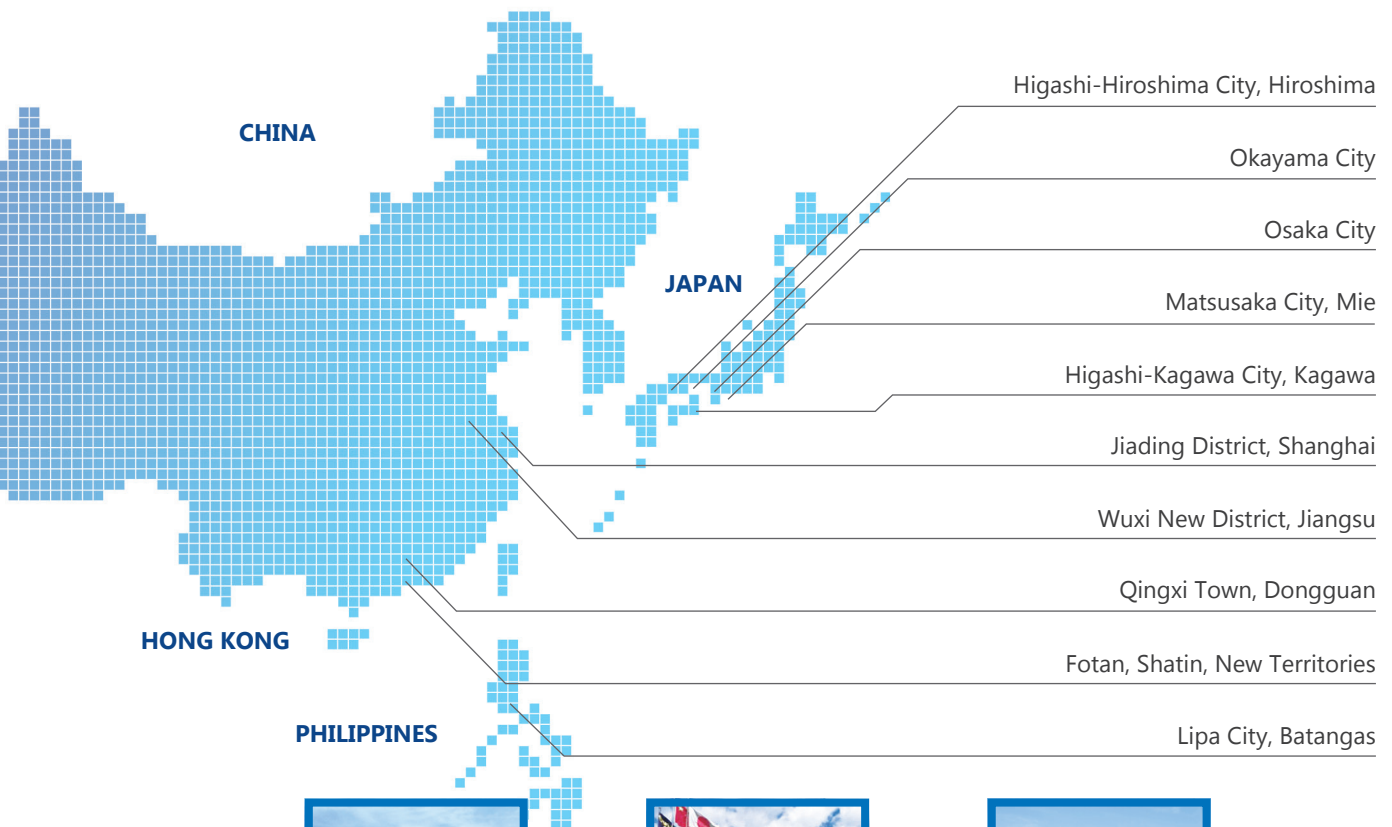 Higashi-Hiroshima City, Hiroshima
CHINA
Okayama City
Osaka City
JAPAN
Matsusaka City, Mie
Higashi-Kagawa City, Kagawa
Jiading District, Shanghai
Wuxi New District, Jiangsu
Qingxi Town, Dongguan
HONG KONG
Fotan, Shatin, New Territories
PHILIPPINES
Lipa City, Batangas